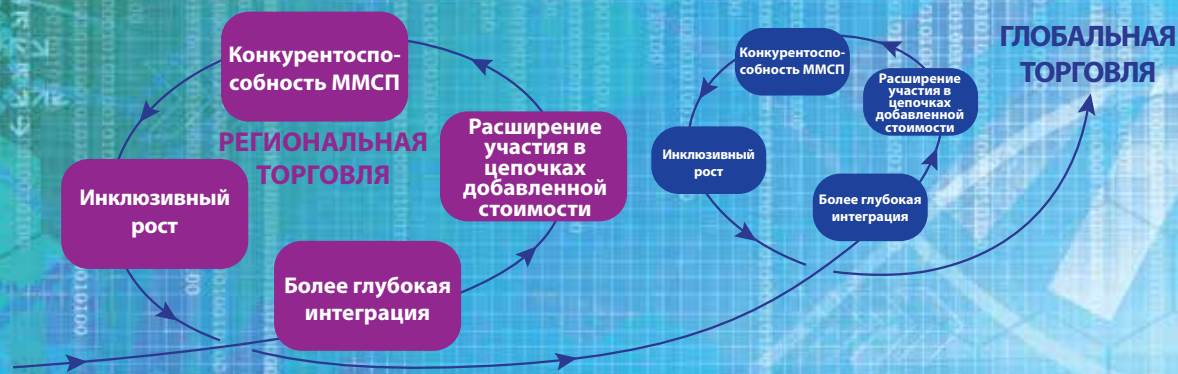 Конкурентоспо-
собность ММСП
РЕГИОНАЛЬНАЯ
ТОРГОВЛЯ
Расширение
участия в
цепочках
добавленной
стоимости
Инклюзивный
рост
Более глубокая
интеграция
Конкурентоспо-
собность ММСП
Расширение
участия в
цепочках
добавленной
стоимости
Инклюзивный
рост
Более глубокая
интеграция
ГЛОБАЛЬНАЯ
ТОРГОВЛЯ